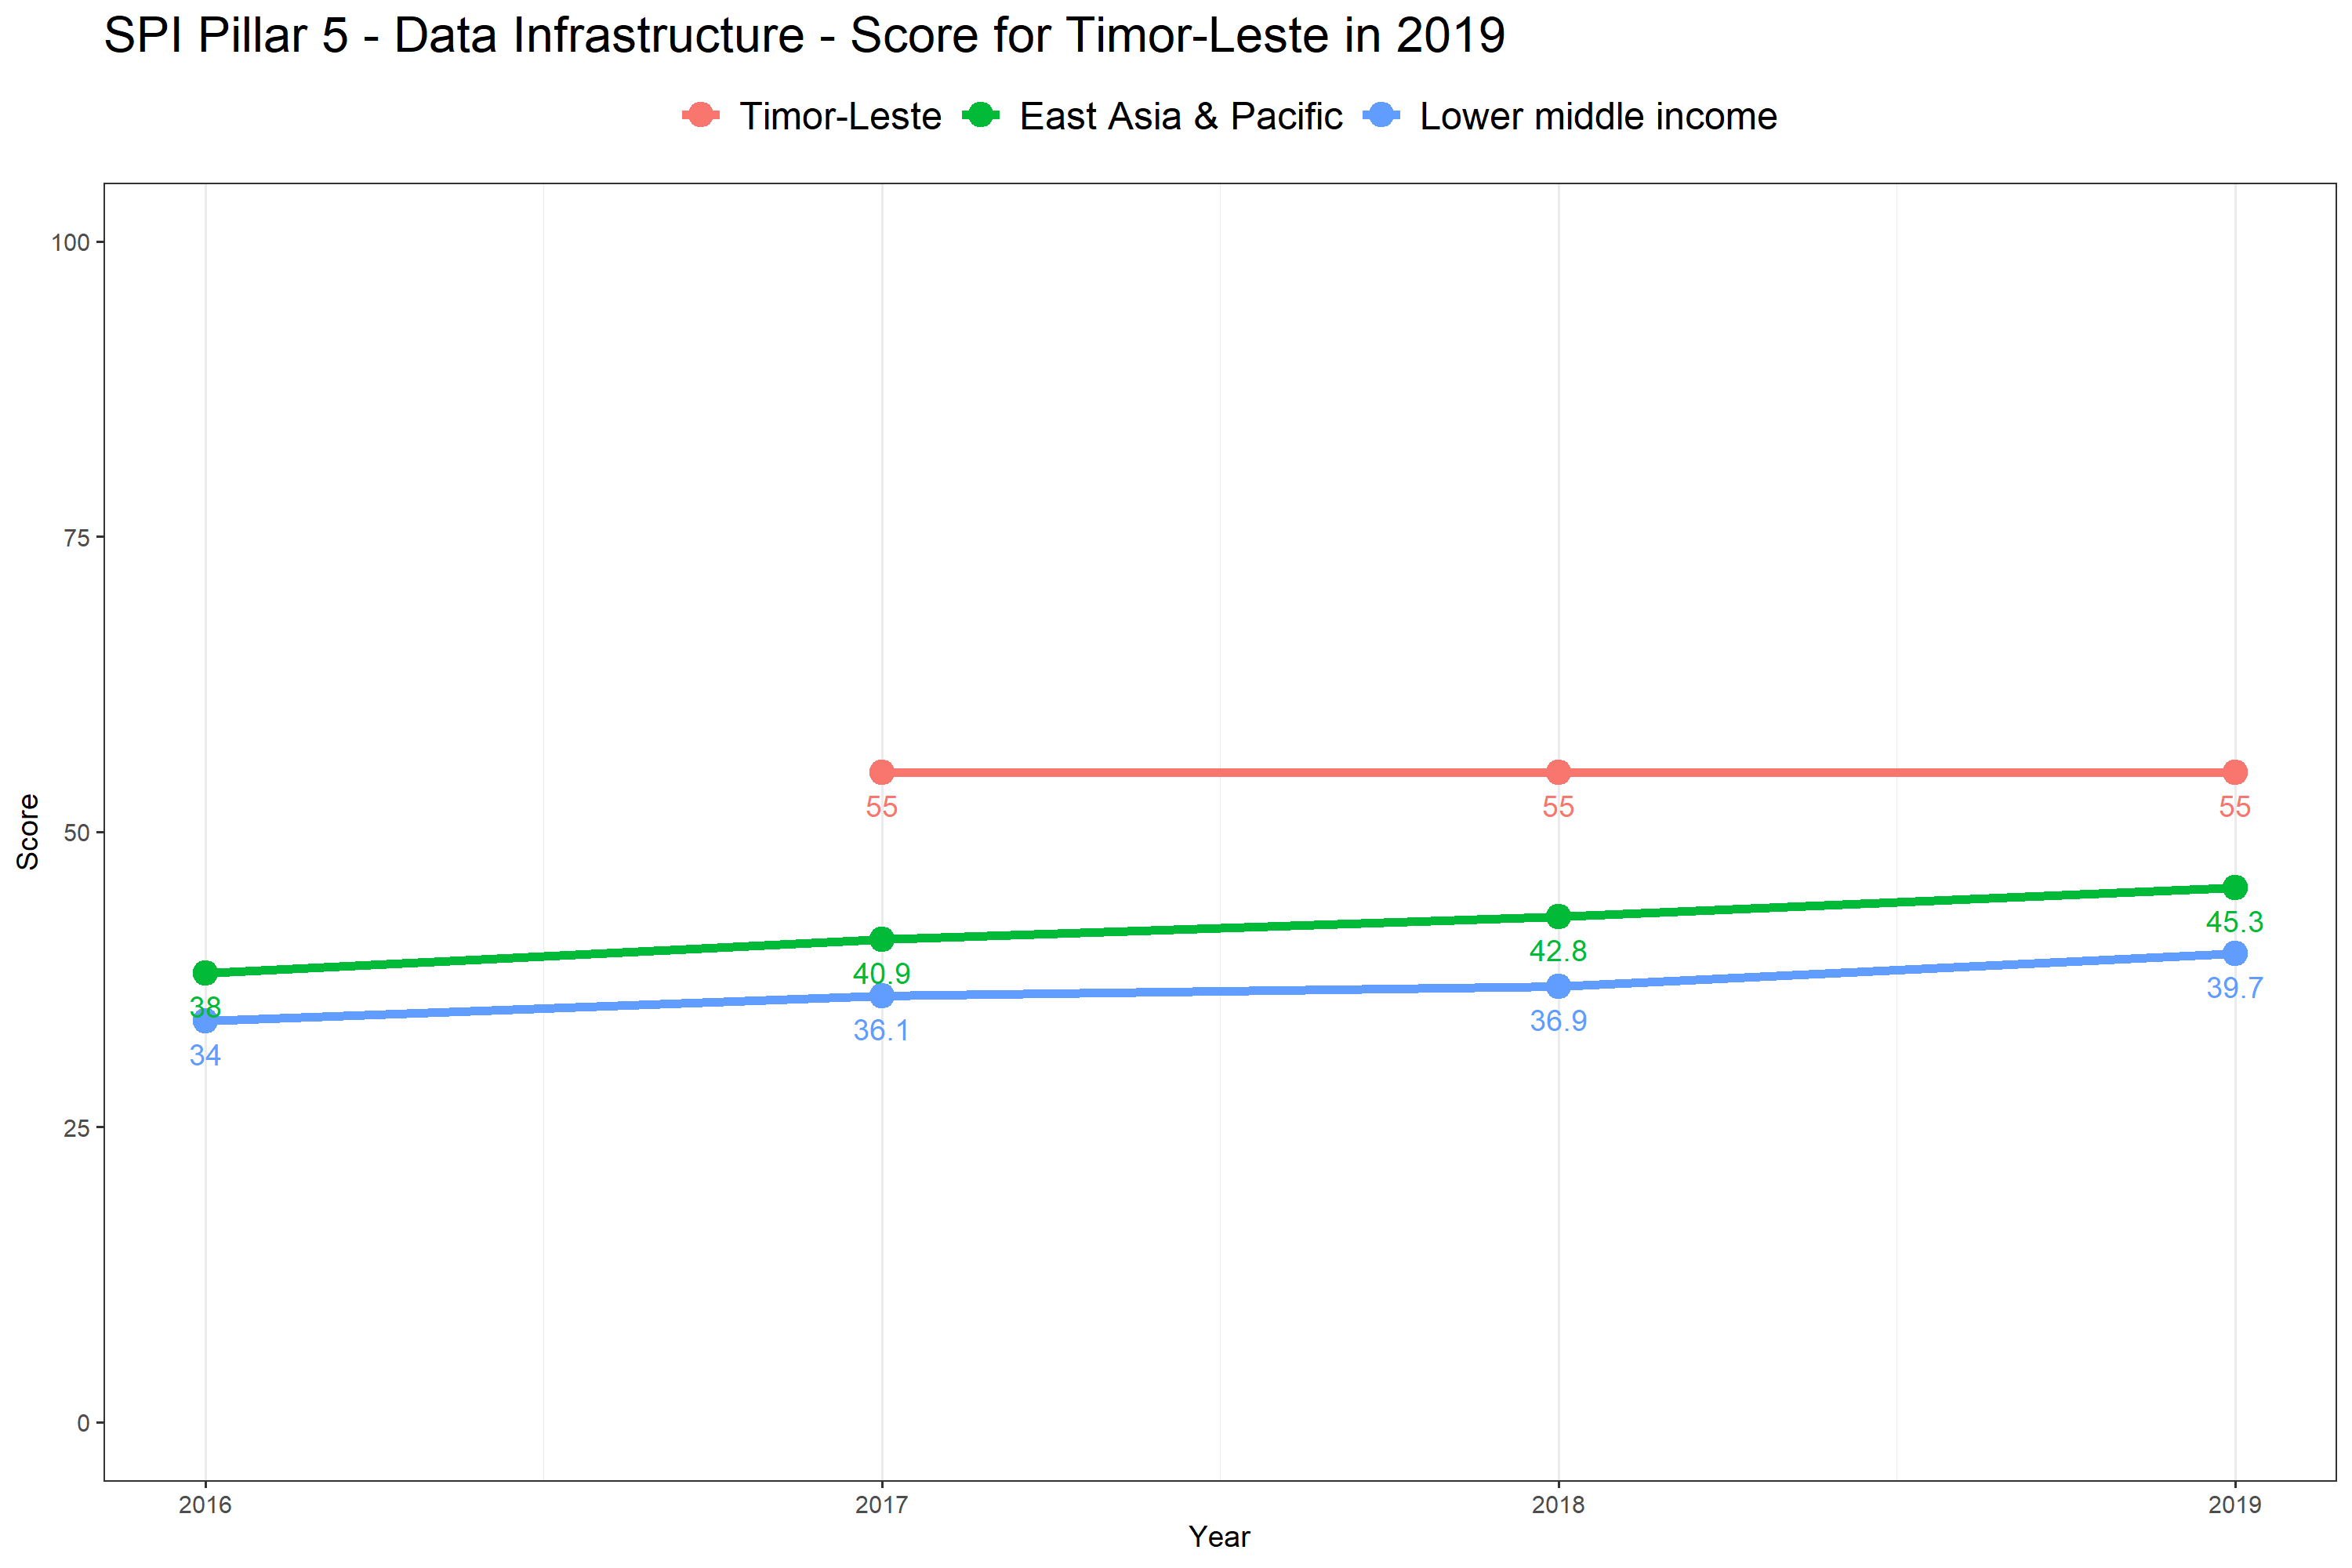 SPI Pillar 5 - Data Infrastructure - Score for Timor-Leste in 2019
Timor-Leste East Asia & Pacific Lower middle income
100
75
50
25
0
Score
55 55 55
38 40.9 42.8 45.3
34 36.1 36.9 39.7
2016 2017 2018 2019
Year